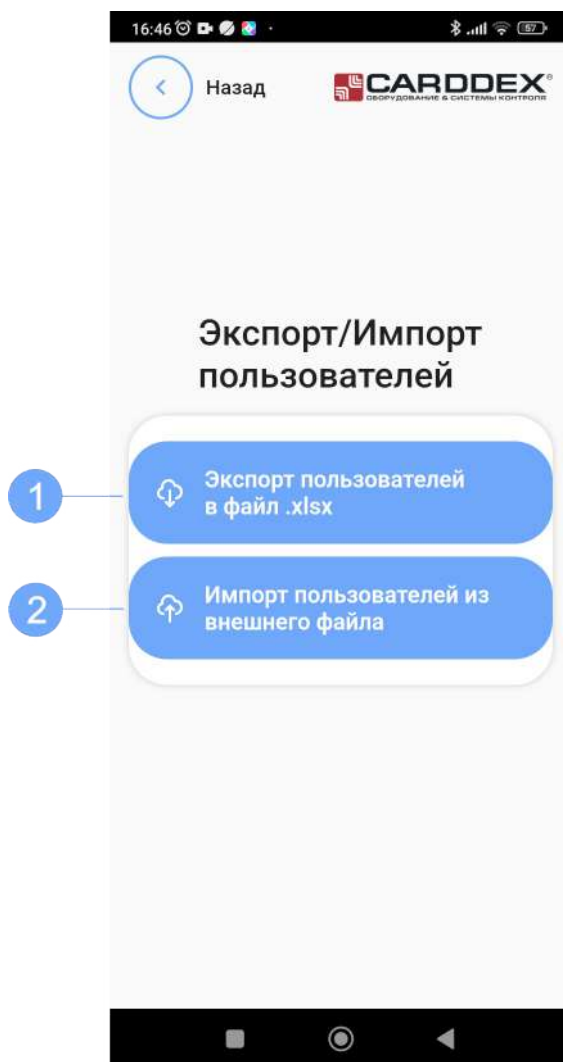 16:46
57
Назад
CARDDEX®
ОБОРУДОВАНИЕ & СИСТЕМЫ КОНТРОЛЯ
Экспорт/Импорт
пользователей
1
Экспорт пользователей
в файл .xlsx
2
Импорт пользователей из
внешнего файла